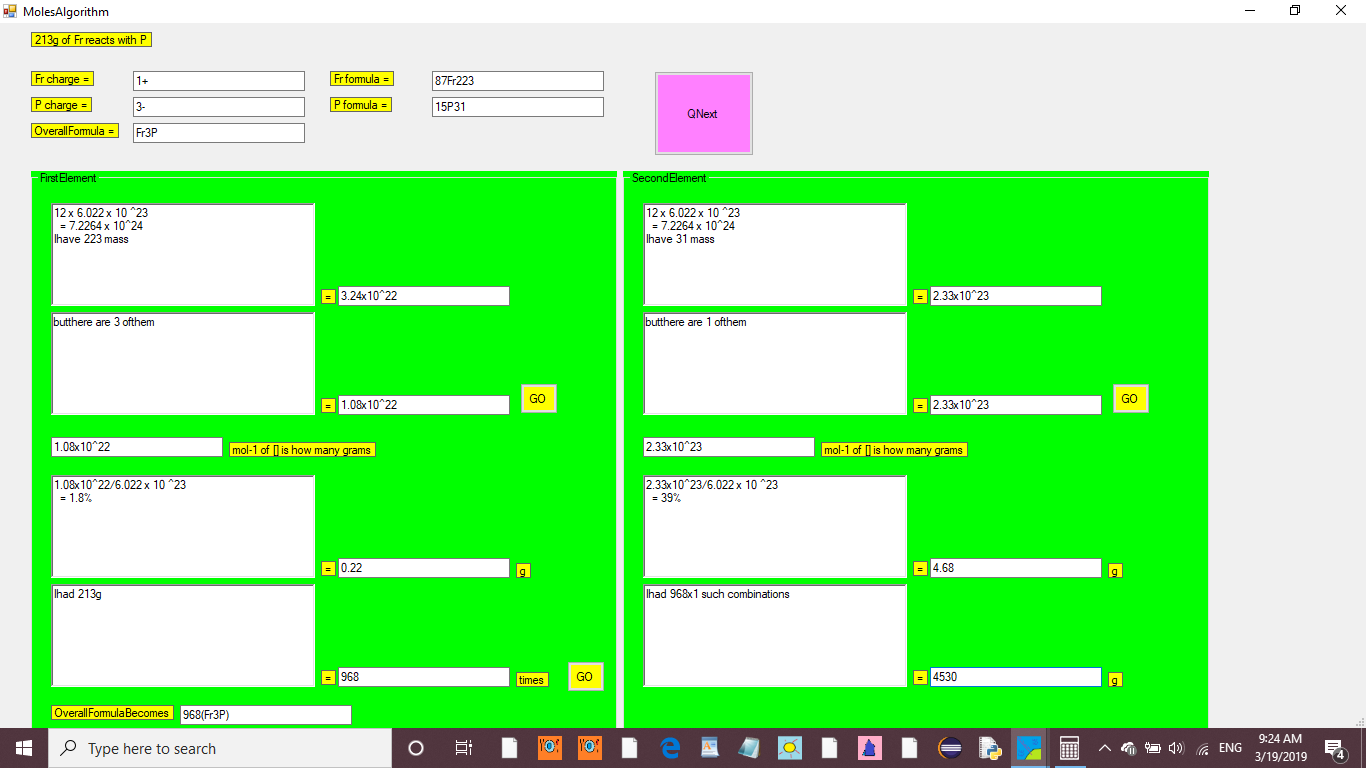 MolesAlgorithm
213g of Fr reacts with P
Fr charge =
1+
Fr formula =
87Fr223
P charge =
3-
P formula =
15P31
OverallFormula =
Fr3P
QNext
FirstElement
12 x 6.022 x 10 ^23
= 7.2264 x 10^24
Ihave 223 mass
=
3.24x10^22
butthere are 3 ofthem
=
1.08x10^22
GO
1.08x10^22
mol-1 of [] is how many grams
1.08x10^22/6.022 x 10 ^23
= 1.8%
=
0.22
g
Ihad 213g
=
968
times
GO
OverallFormulaBecomes
968(Fr3P)
SecondElement
12 x 6.022 x 10 ^23
= 7.2264 x 10^24
Ihave 31 mass
=
2.33x10^23
butthere are 1 ofthem
=
2.33x10^23
GO
2.33x10^23
mol-1 of [] is how many grams
2.33x10^23/6.022 x 10 ^23
= 39%
=
4.68
g
Ihad 968x1 such combinations
=
4530
g
Type here to search
ENG
9:24 AM
3/19/2019
4